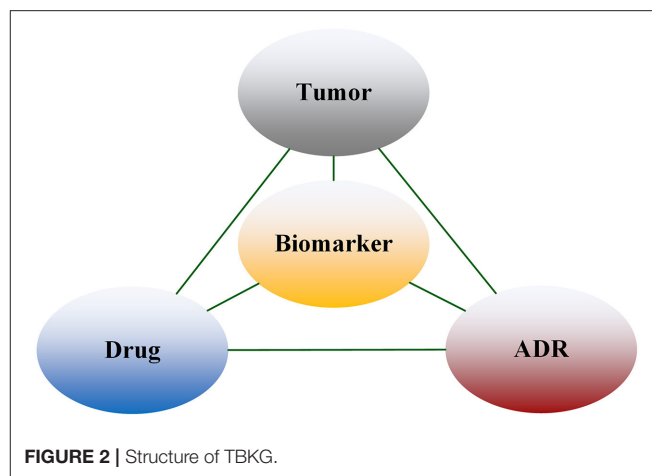 Tumor
Biomarker
Drug
ADR
FIGURE 2 | Structure of TBKG.